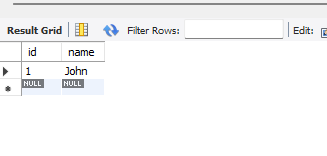 Result Grid Filter Rows: Edit:
id name
1 John
NULL NULL